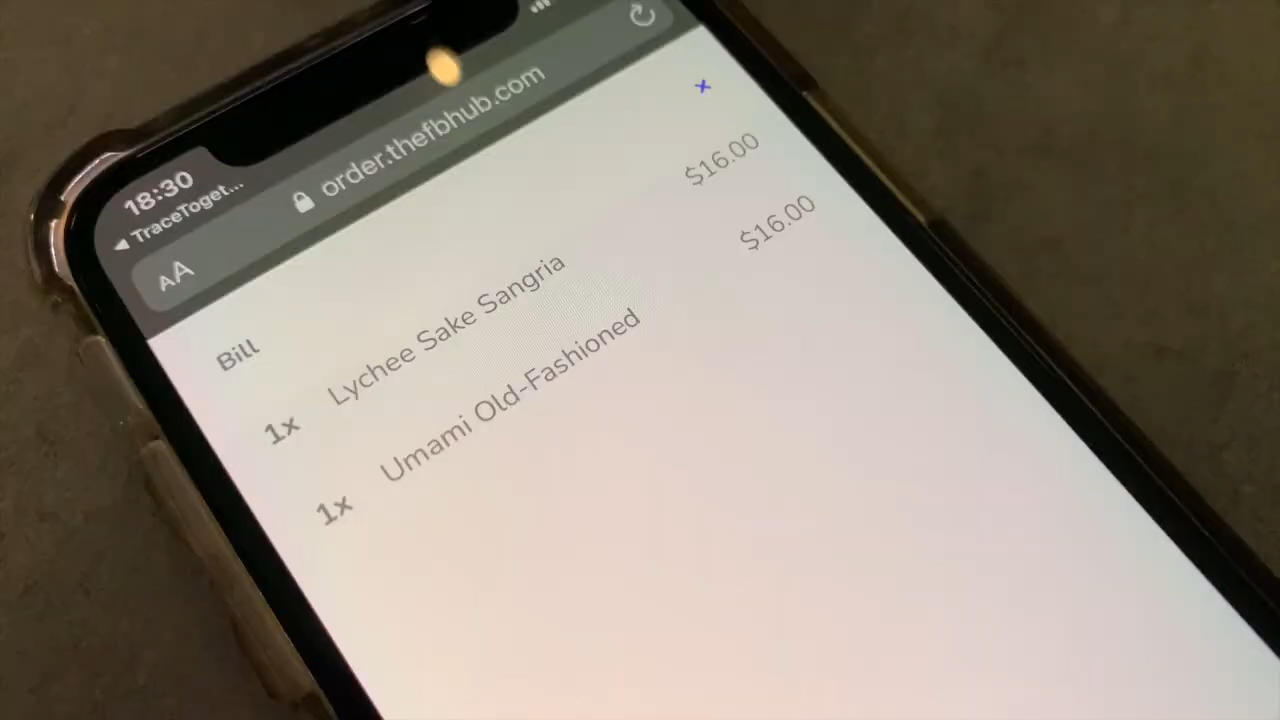 18:30
◀ TraceToget...
AA order.thefbhub.com
Bill
×
1x Lychee Sake Sangria $16.00
1x Umami Old-Fashioned $16.00